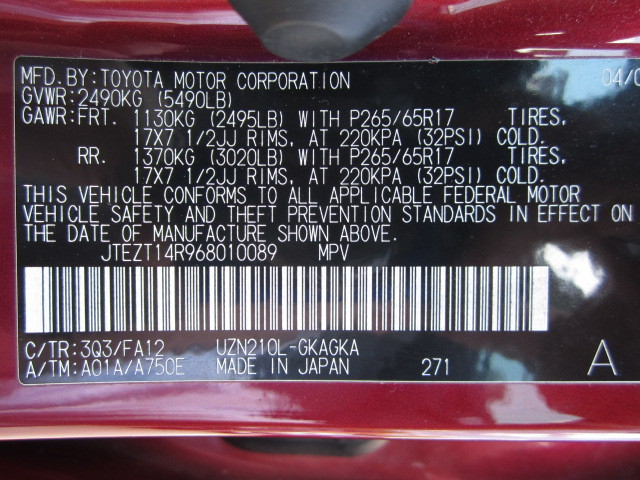 MFD.BY:TOYOTA MOTOR CORPORATION 04/0
GVWR:2490KG (5490LB)
GAWR:FRT. 1130KG (2495LB) WITH P265/65R17 TIRES,
17X7 1/2JJ RIMS, AT 220KPA (32PSI) COLD.
RR. 1370KG (3020LB) WITH P265/65R17 TIRES,
17X7 1/2JJ RIMS, AT 220KPA (32PSI) COLD.
THIS VEHICLE CONFORMS TO ALL APPLICABLE FEDERAL MOTOR
VEHICLE SAFETY AND THEFT PREVENTION STANDARDS IN EFFECT ON
THE DATE OF MANUFACTURE SHOWN ABOVE.
JTEZT14R968010089 MPV
C/TR:3Q3/FA12 UZN210L-GKAGKA
A/TM:A01A/A750E MADE IN JAPAN 271 A